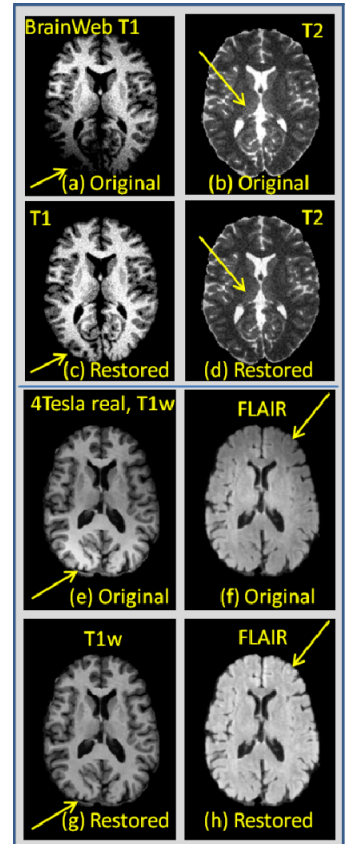 BrainWeb T1
T2
(a) Original
(b) Original
T1
T2
(c) Restored
(d) Restored
4Tesla real, T1w
FLAIR
(e) Original
(f) Original
T1w
FLAIR
(g) Restored
(h) Restored